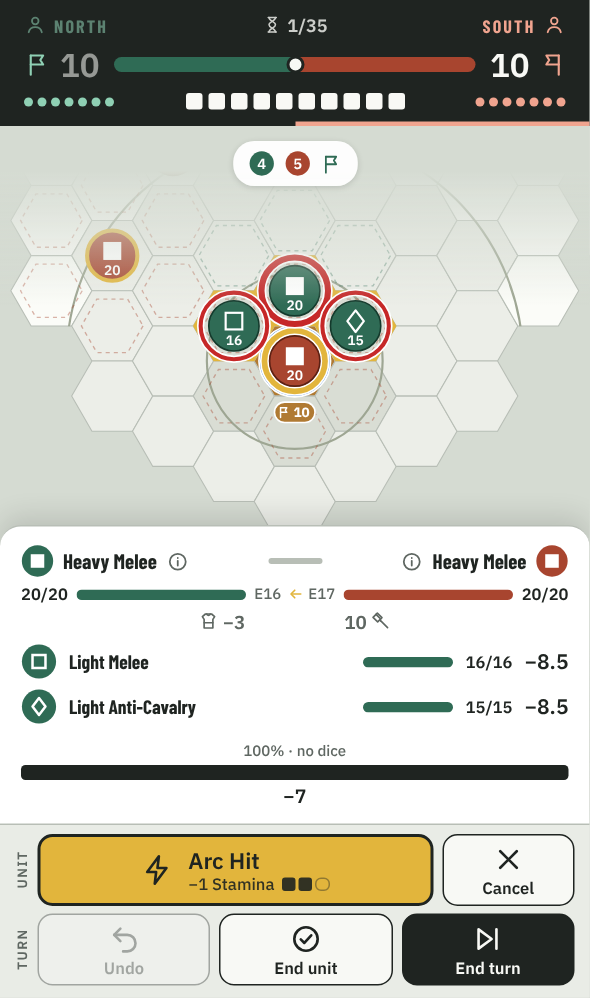 NORTH 1/35 SOUTH
10 10
4 5
20
20
16 15
20
10
Heavy Melee Heavy Melee
20/20 E16 ← E17 20/20
–3 10
Light Melee 16/16 –8.5
Light Anti-Cavalry 15/15 –8.5
100% · no dice
–7
UNIT
Arc Hit
–1 Stamina
Cancel
TURN
Undo
End unit
End turn